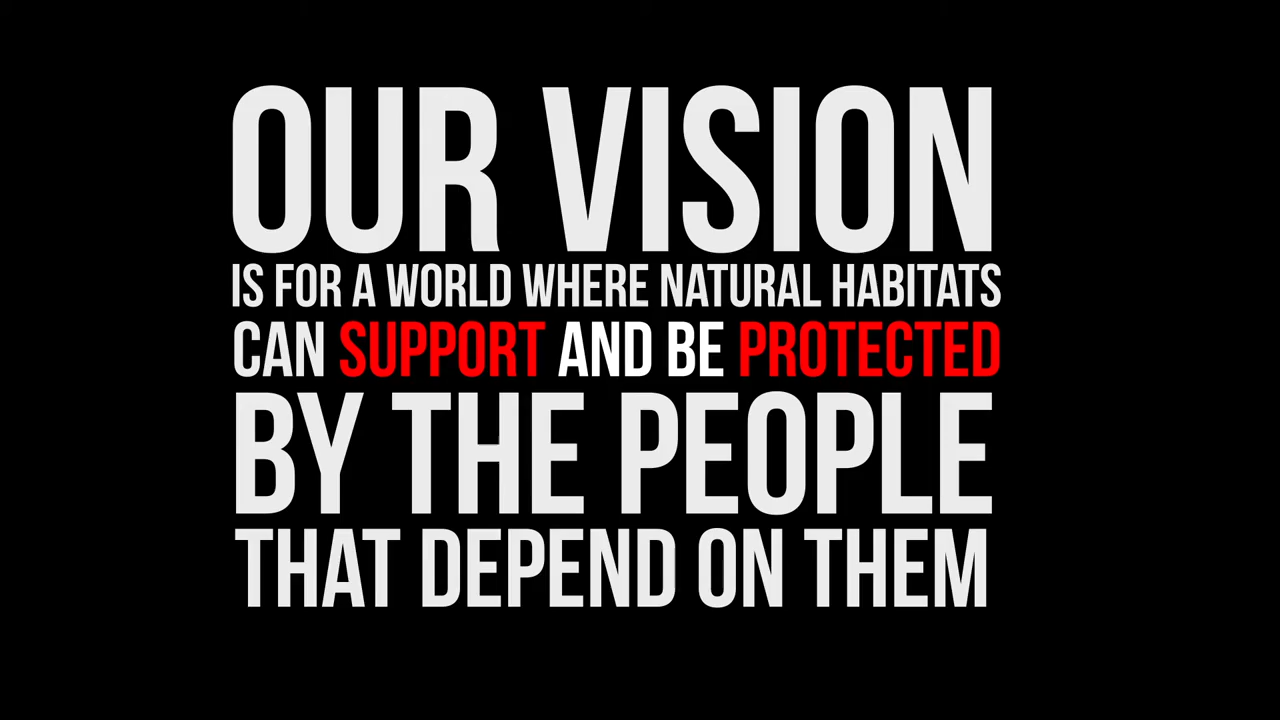 OUR VISION
IS FOR A WORLD WHERE NATURAL HABITATS
CAN SUPPORT AND BE PROTECTED
BY THE PEOPLE
THAT DEPEND ON THEM